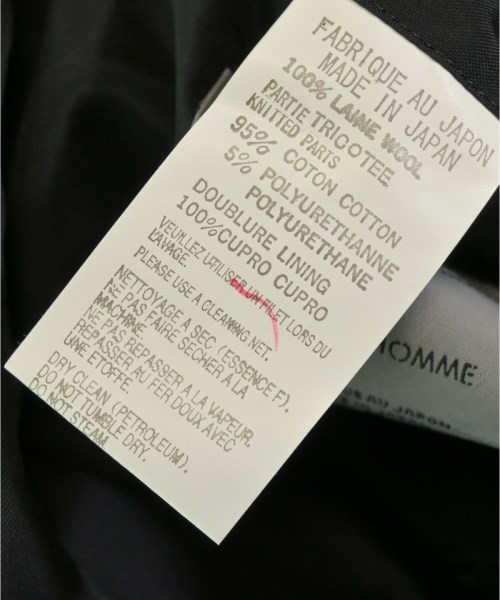 FABRIQUE AU JAPON
MADE IN JAPAN
100% LAINE WOOL
PARTIE TRICOTEE
KNITTED PARTS
95% COTON COTTON
5% POLYURETHANNE
POLYURETHANE
DOUBLURE LINING
100%CUPRO CUPRO
VEUILLEZ UTILISER UN FILET LORS DU
LAVAGE.
PLEASE USE A CLEANING NET.
NETTOYAGE A SEC (ESSENCE F).
NE PAS FAIRE SECHER A LA
MACHINE
NE PAS REPASSER A LA VAPEUR.
REPASSER AU FER DOUX AVEC
UNE ETOFFE.
DRY CLEAN (PETROLEUM).
DO NOT TUMBLE DRY.
DO NOT STEAM
HOMME
AU JAPON